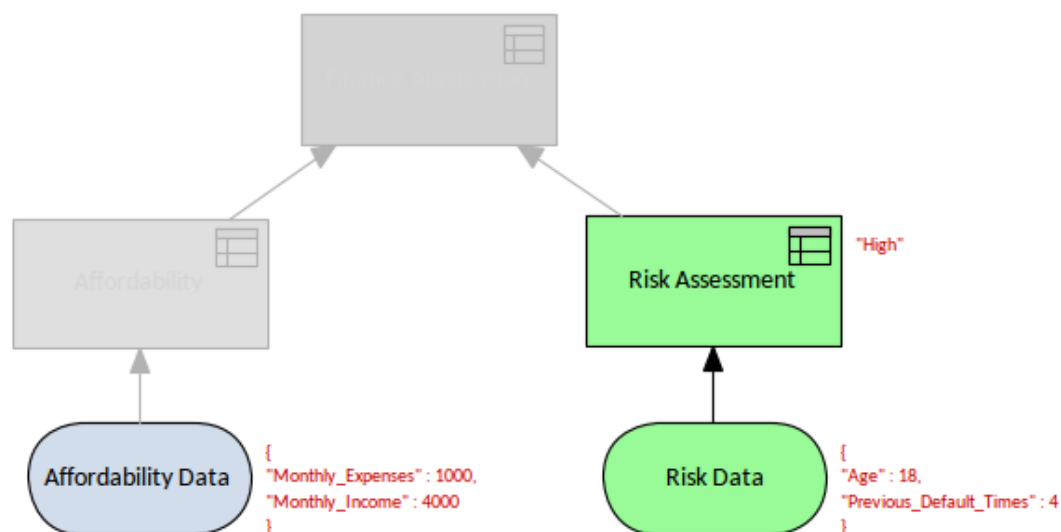 Affordability
"High"
Risk Assessment
Affordability Data
{
"Monthly_Expenses" : 1000,
"Monthly_Income" : 4000
}
Risk Data
{
"Age" : 18,
"Previous_Default_Times" : 4
}